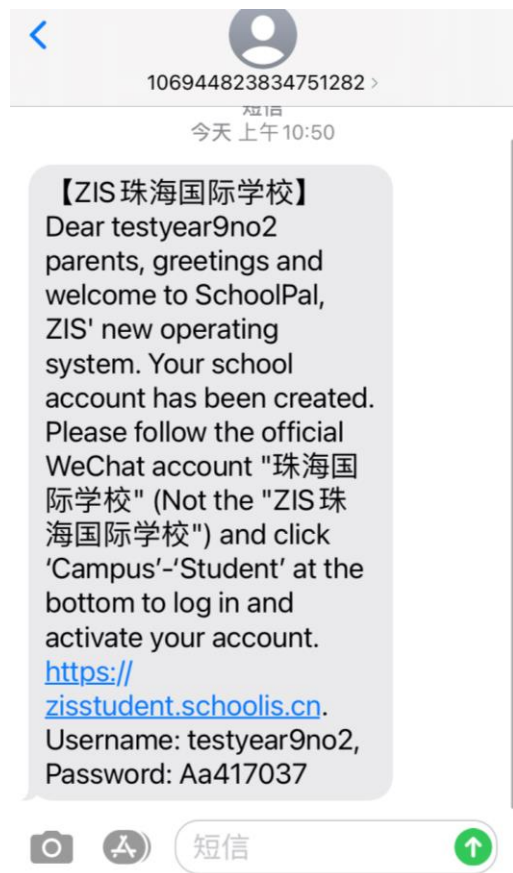 106944823834751282 >
短信
今天 上午 10:50
【ZIS 珠海国际学校】
Dear testyear9no2
parents, greetings and
welcome to SchoolPal,
ZIS' new operating
system. Your school
account has been created.
Please follow the official
WeChat account "珠海国
际学校" (Not the "ZIS 珠
海国际学校") and click
‘Campus’-‘Student’ at the
bottom to log in and
activate your account.
https://
zisstudent.schoolis.cn.
Username: testyear9no2,
Password: Aa417037
短信